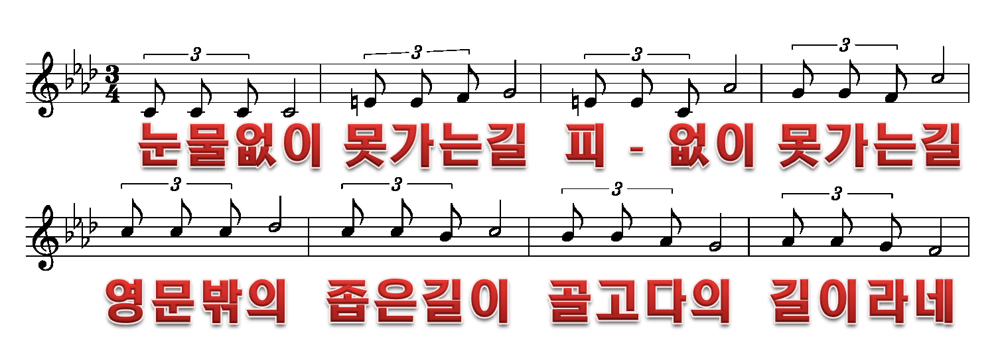 3 3 3 3
3
4
눈물없이 못가는길 피 - 없이 못가는길
3 3 3 3
영문밖의 좁은길이 골고다의 길이라네